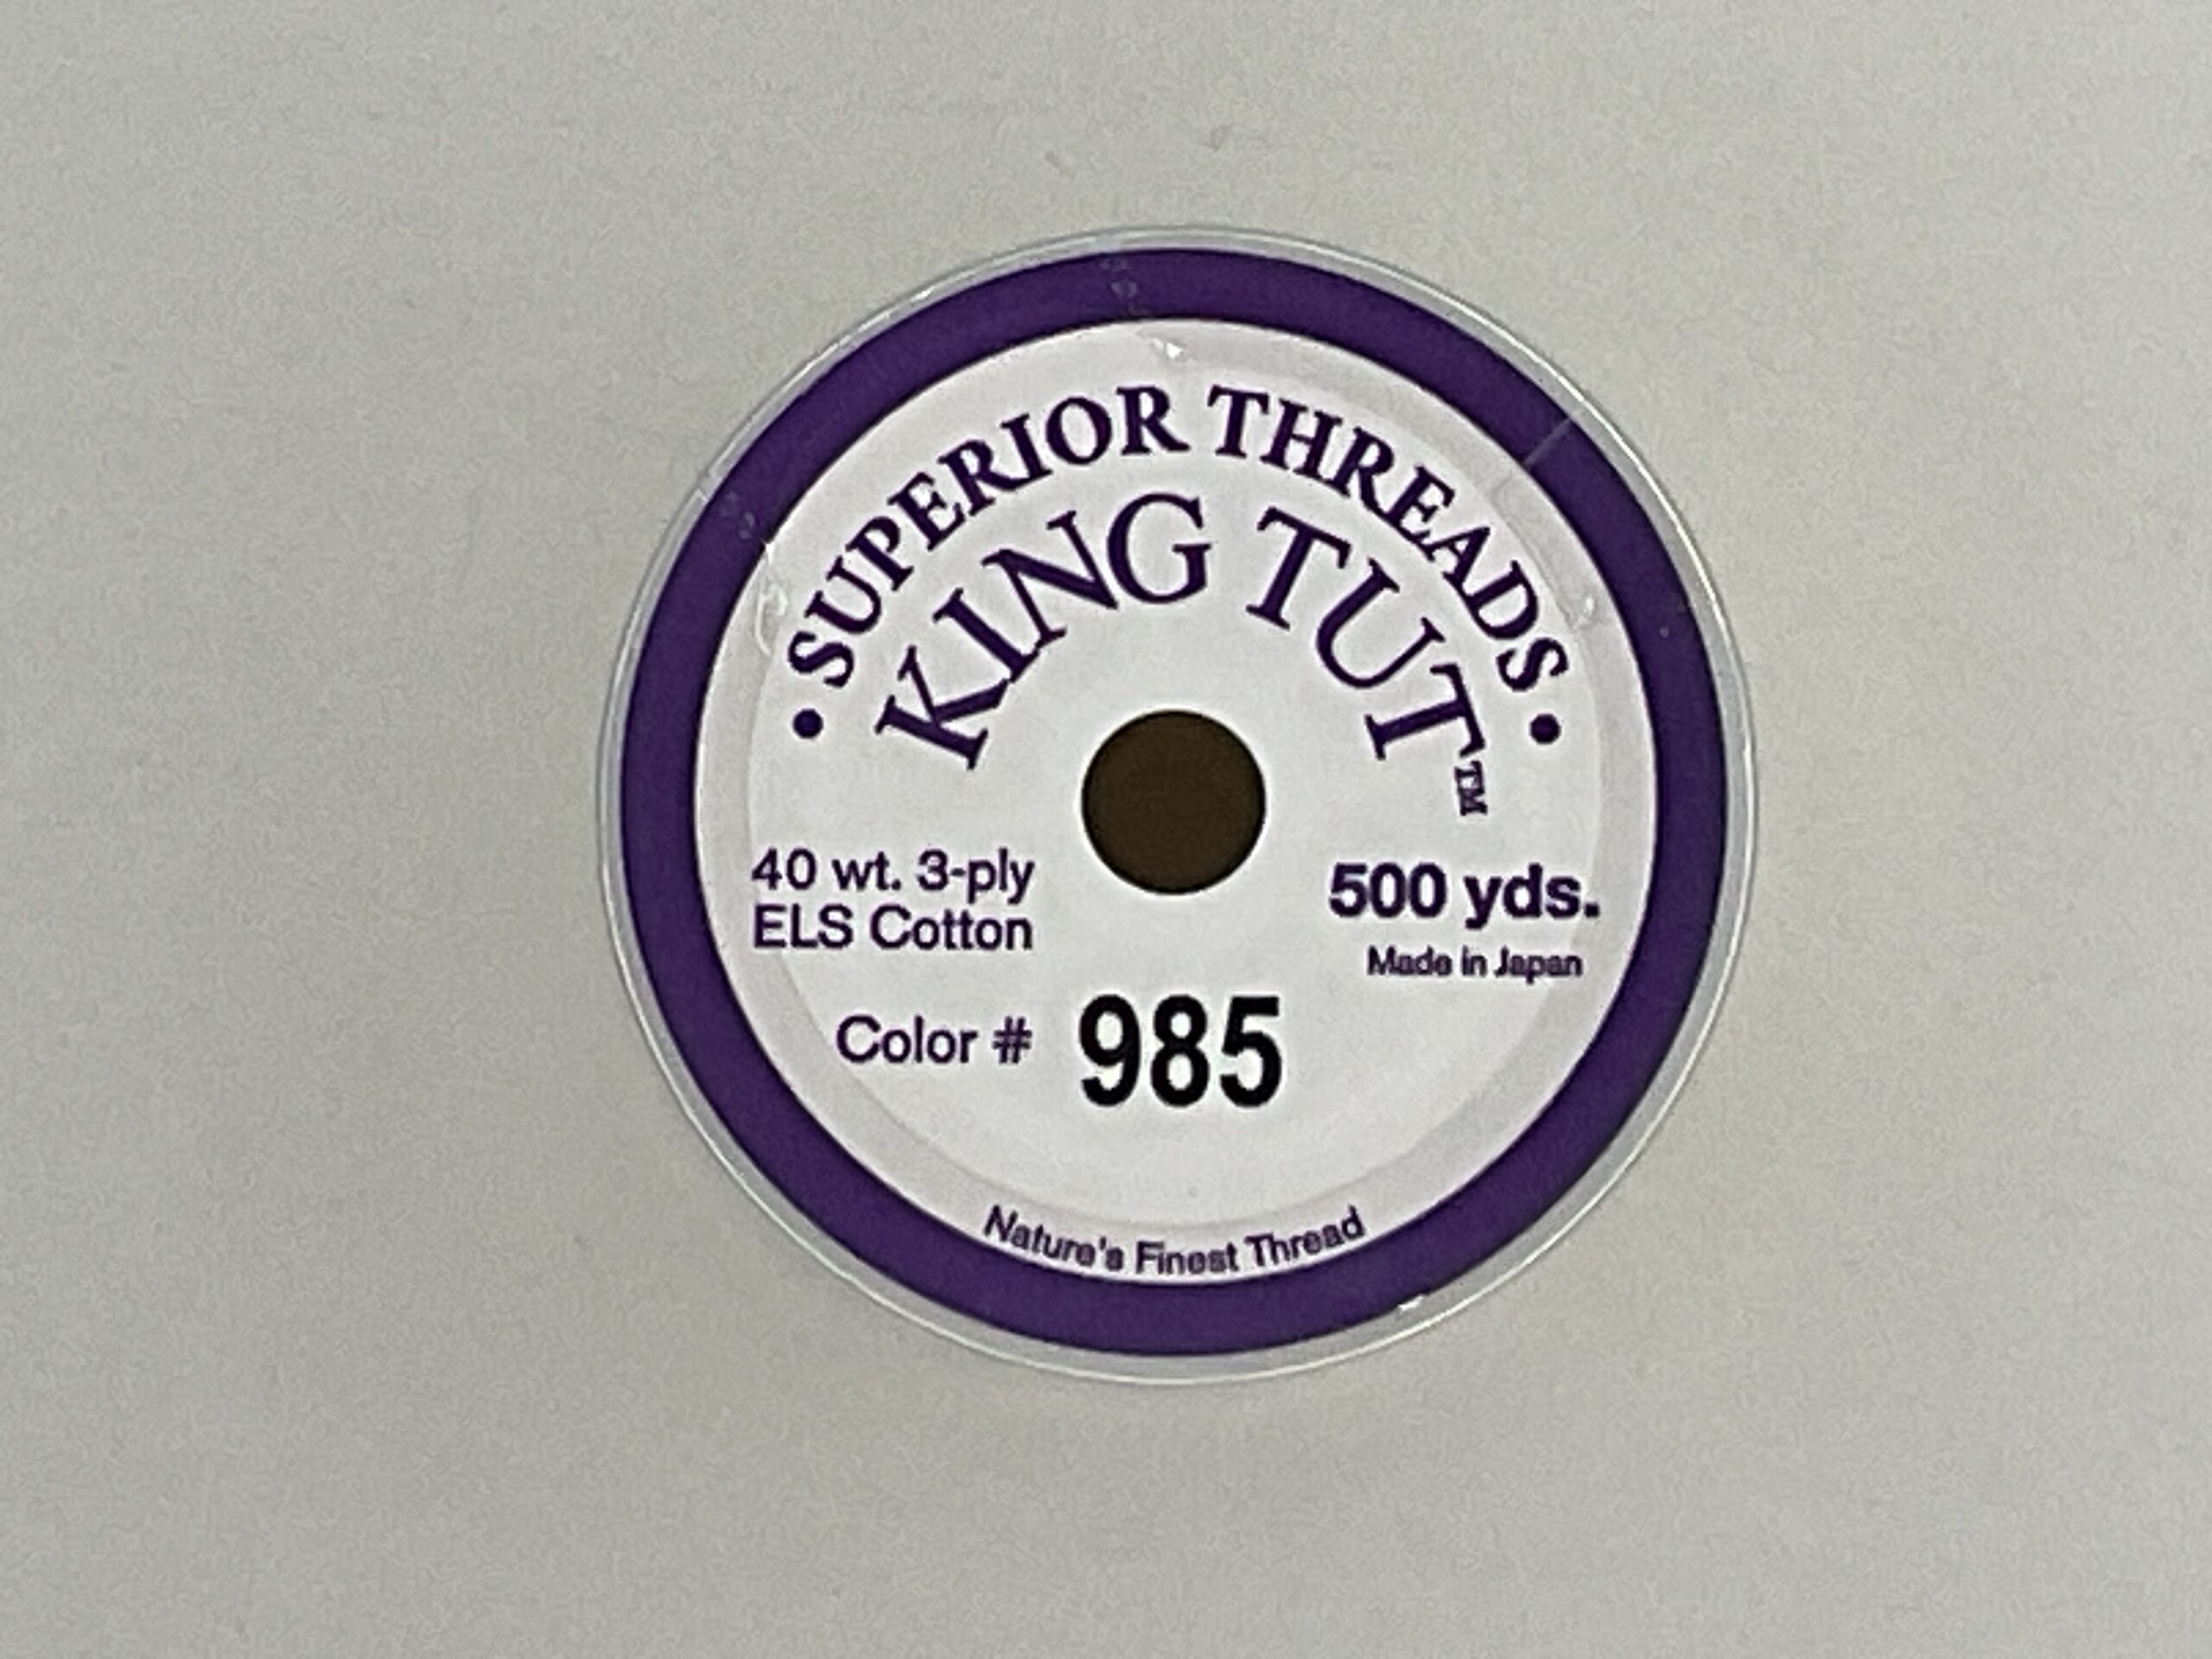 • SUPERIOR THREADS •
KING TUT™
40 wt. 3-ply
ELS Cotton
500 yds.
Made in Japan
Color # 985
Nature's Finest Thread